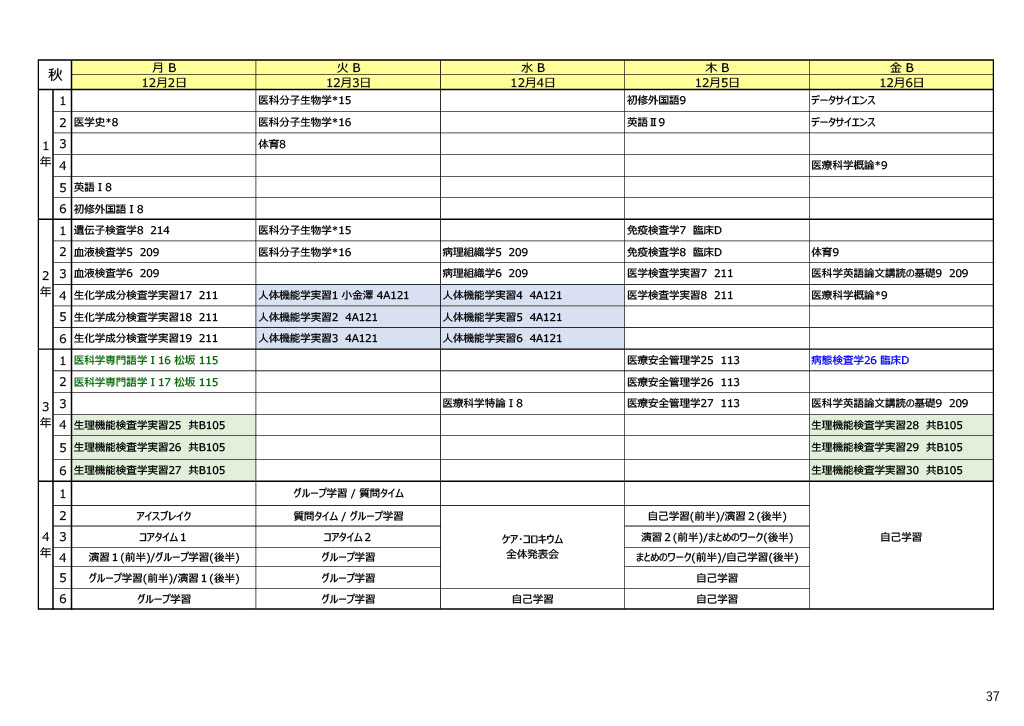 秋 月 B 火 B 水 B 木 B 金 B
12月2日 12月3日 12月4日 12月5日 12月6日
1年
1 医科分子生物学*15 初修外国語9 データサイエンス
2 医学史*8 医科分子生物学*16 英語Ⅱ9 データサイエンス
3 体育8
4 医療科学概論*9
5 英語Ⅰ8
6 初修外国語Ⅰ8
2年
1 遺伝子検査学8 214 医科分子生物学*15 免疫検査学7 臨床D
2 血液検査学5 209 医科分子生物学*16 病理組織学5 209 免疫検査学8 臨床D 体育9
3 血液検査学6 209 病理組織学6 209 医学検査学実習7 211 医科学英語論文講読の基礎9 209
4 生化学成分検査学実習17 211 人体機能学実習1 小金澤 4A121 人体機能学実習4 4A121 医学検査学実習8 211 医療科学概論*9
5 生化学成分検査学実習18 211 人体機能学実習2 4A121 人体機能学実習5 4A121
6 生化学成分検査学実習19 211 人体機能学実習3 4A121 人体機能学実習6 4A121
3年
1 医科学専門語学Ⅰ16 松坂 115 医療安全管理学25 113 病態検査学26 臨床D
2 医科学専門語学Ⅰ17 松坂 115 医療安全管理学26 113
3 医療科学特論Ⅰ8 医療安全管理学27 113 医科学英語論文講読の基礎9 209
4 生理機能検査学実習25 共B105 生理機能検査学実習28 共B105
5 生理機能検査学実習26 共B105 生理機能検査学実習29 共B105
6 生理機能検査学実習27 共B105 生理機能検査学実習30 共B105
4年
1 グループ学習 / 質問タイム
2 アイスブレイク 質問タイム / グループ学習 自己学習(前半)/演習2(後半)
3 コアタイム1 コアタイム2 ケア・コロキウム 演習2(前半)/まとめのワーク(後半) 自己学習
4 演習1(前半)/グループ学習(後半) グループ学習 全体発表会 まとめのワーク(前半)/自己学習(後半)
5 グループ学習(前半)/演習1(後半) グループ学習 自己学習
6 グループ学習 グループ学習 自己学習 自己学習
37